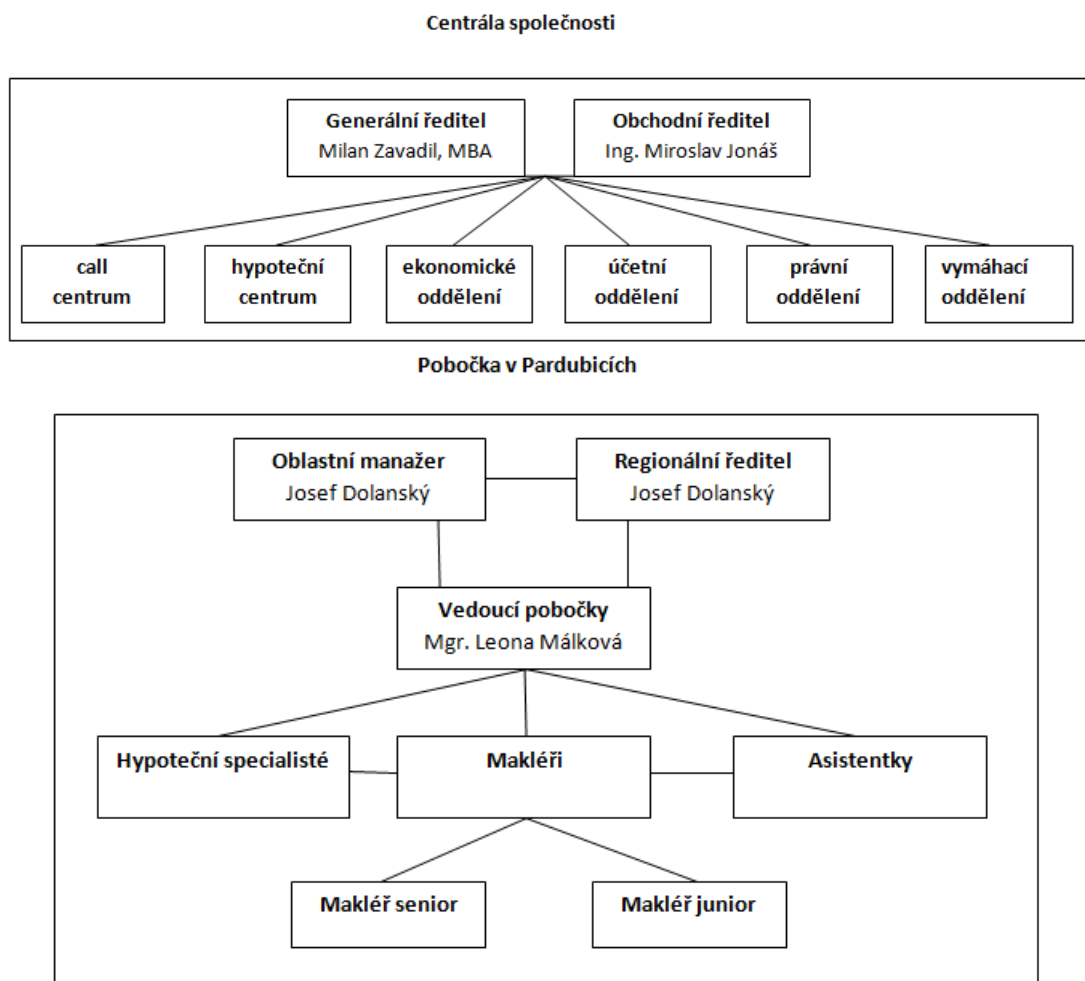 Centrála společnosti
Generální ředitel
Milan Zavadil, MBA
Obchodní ředitel
Ing. Miroslav Jonáš
call
centrum
hypoteční
centrum
ekonomické
oddělení
účetní
oddělení
právní
oddělení
vymáhací
oddělení
Pobočka v Pardubicích
Oblastní manažer
Josef Dolanský
Regionální ředitel
Josef Dolanský
Vedoucí pobočky
Mgr. Leona Málková
Hypoteční specialisté
Makléři
Asistentky
Makléř senior
Makléř junior